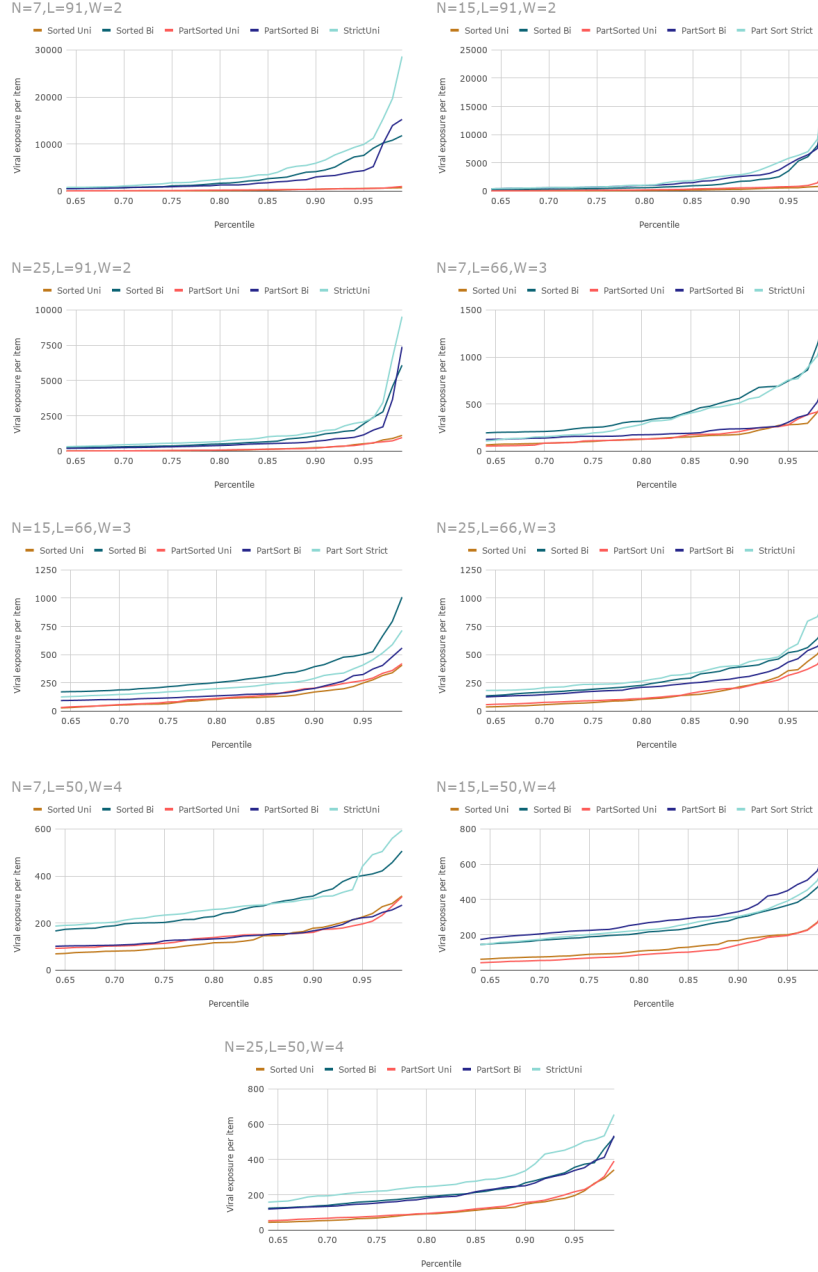 N=7,L=91,W=2
Sorted Uni Sorted Bi PartSorted Uni PartSorted Bi StrictUni
Viral exposure per item
30000
20000
10000
0
0.65 0.70 0.75 0.80 0.85 0.90 0.95
Percentile
N=15,L=91,W=2
Sorted Uni Sorted Bi PartSorted Uni PartSort Bi Part Sort Strict
Viral exposure per item
25000
20000
15000
10000
5000
0
0.65 0.70 0.75 0.80 0.85 0.90 0.95
Percentile
N=25,L=91,W=2
Sorted Uni Sorted Bi PartSort Uni PartSort Bi StrictUni
Viral exposure per item
10000
7500
5000
2500
0
0.65 0.70 0.75 0.80 0.85 0.90 0.95
Percentile
N=7,L=66,W=3
Sorted Uni Sorted Bi PartSorted Uni PartSorted Bi StrictUni
Viral exposure per item
1500
1000
500
0
0.65 0.70 0.75 0.80 0.85 0.90 0.95
Percentile
N=15,L=66,W=3
Sorted Uni Sorted Bi PartSorted Uni PartSort Bi Part Sort Strict
Viral exposure per item
1250
1000
750
500
250
0
0.65 0.70 0.75 0.80 0.85 0.90 0.95
Percentile
N=25,L=66,W=3
Sorted Uni Sorted Bi PartSort Uni PartSort Bi StrictUni
Viral exposure per item
1250
1000
750
500
250
0
0.65 0.70 0.75 0.80 0.85 0.90 0.95
Percentile
N=7,L=50,W=4
Sorted Uni Sorted Bi PartSorted Uni PartSorted Bi StrictUni
Viral exposure per item
600
400
200
0
0.65 0.70 0.75 0.80 0.85 0.90 0.95
Percentile
N=15,L=50,W=4
Sorted Uni Sorted Bi PartSorted Uni PartSort Bi Part Sort Strict
Viral exposure per item
800
600
400
200
0
0.65 0.70 0.75 0.80 0.85 0.90 0.95
Percentile
N=25,L=50,W=4
Sorted Uni Sorted Bi PartSort Uni PartSort Bi StrictUni
Viral exposure per item
800
600
400
200
0
0.65 0.70 0.75 0.80 0.85 0.90 0.95
Percentile